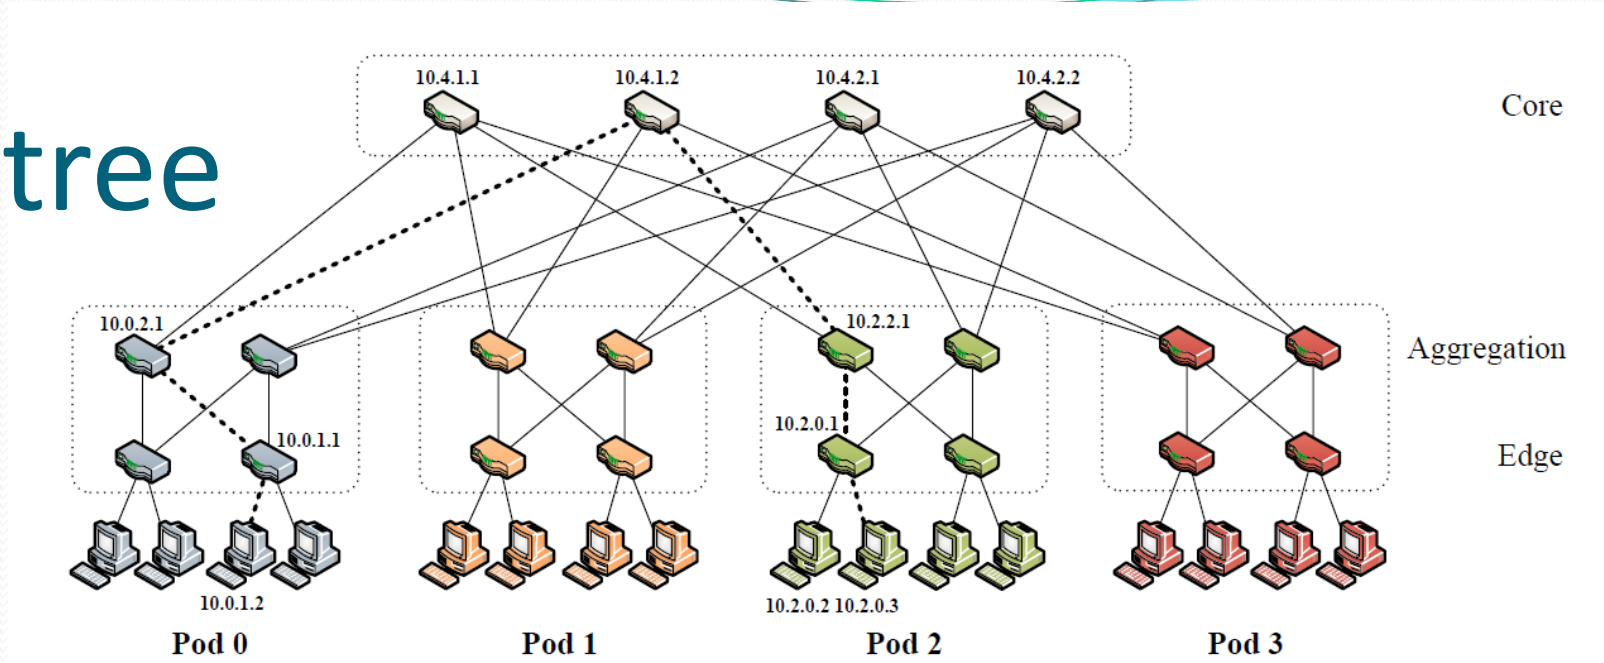 tree
10.4.1.1 10.4.1.2 10.4.2.1 10.4.2.2
Core
10.0.2.1
10.2.2.1
Aggregation
10.0.1.1
10.2.0.1
Edge
10.0.1.2
10.2.0.2 10.2.0.3
Pod 0 Pod 1 Pod 2 Pod 3